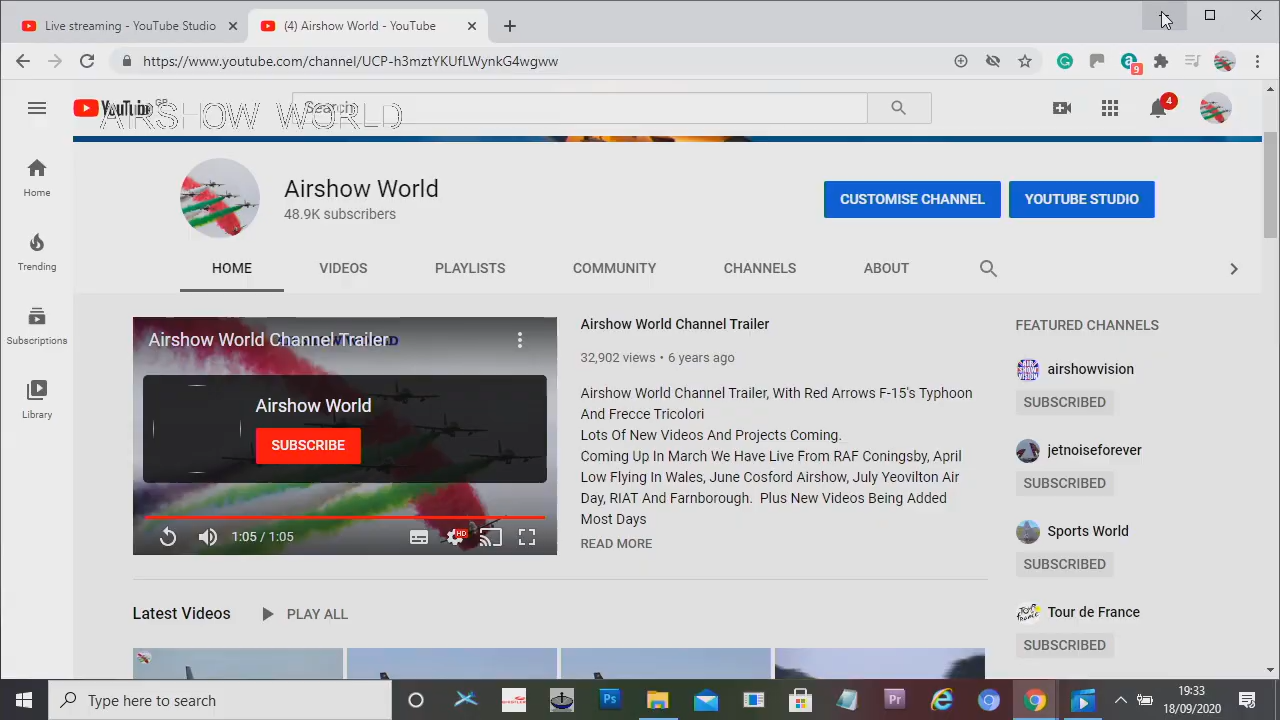 Live streaming - YouTube Studio
(4) Airshow World - YouTube
https://www.youtube.com/channel/UCP-h3mztYKUfLWynkG4wgww
9
YouTube GB
AIRSHOW WORLD
Search
4
Home
Trending
Subscriptions
Library
Airshow World
48.9K subscribers
CUSTOMISE CHANNEL
YOUTUBE STUDIO
HOME
VIDEOS
PLAYLISTS
COMMUNITY
CHANNELS
ABOUT
Airshow World Channel Trailer
Airshow World
SUBSCRIBE
1:05 / 1:05
HD
Airshow World Channel Trailer
32,902 views • 6 years ago
Airshow World Channel Trailer, With Red Arrows F-15's Typhoon
And Frecce Tricolori
Lots Of New Videos And Projects Coming.
Coming Up In March We Have Live From RAF Coningsby, April
Low Flying In Wales, June Cosford Airshow, July Yeovilton Air
Day, RIAT And Farnborough. Plus New Videos Being Added
Most Days
READ MORE
FEATURED CHANNELS
airshowvision
SUBSCRIBED
jetnoiseforever
SUBSCRIBED
Sports World
SUBSCRIBED
Tour de France
SUBSCRIBED
Latest Videos
PLAY ALL
Type here to search
Ps
Pr
19:33
18/09/2020